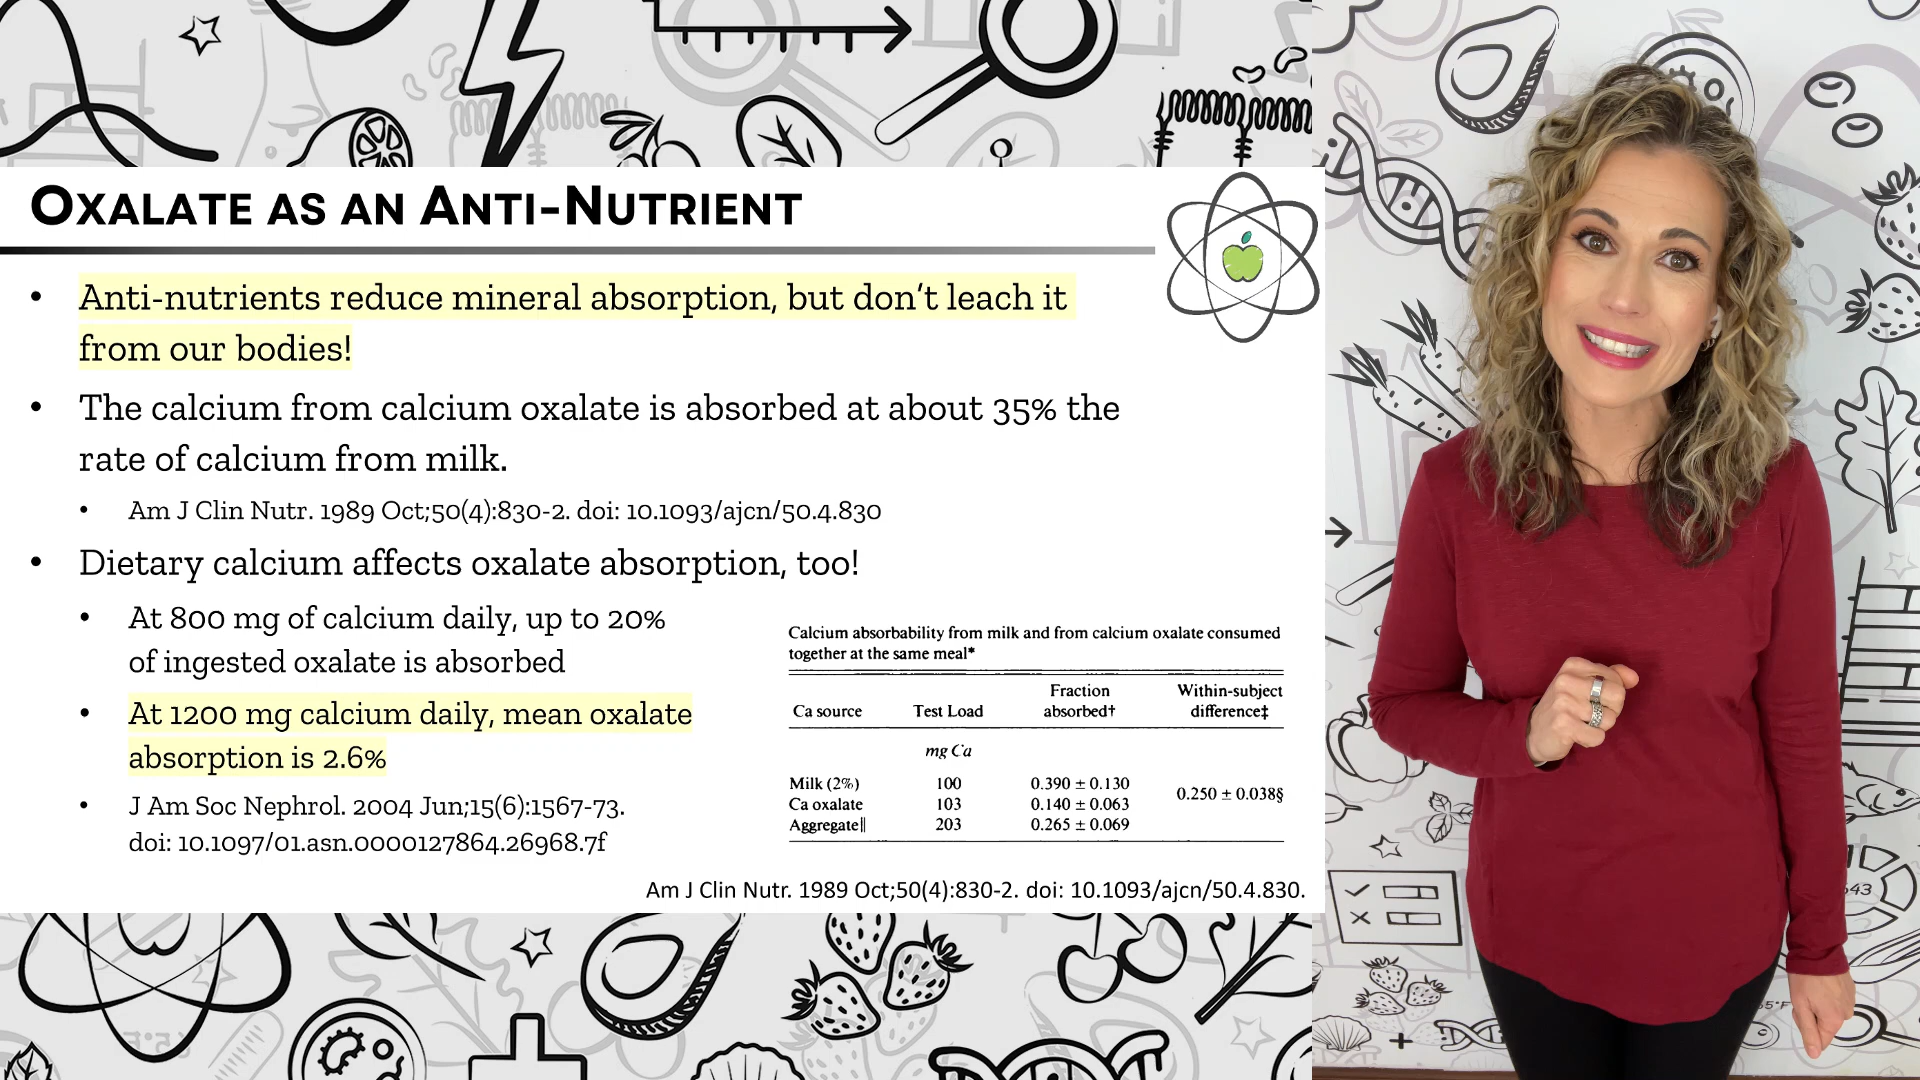 OXALATE AS AN ANTI-NUTRIENT
• Anti-nutrients reduce mineral absorption, but don't leach it
from our bodies!
• The calcium from calcium oxalate is absorbed at about 35% the
rate of calcium from milk.
• Am J Clin Nutr. 1989 Oct;50(4):830-2. doi: 10.1093/ajcn/50.4.830
• Dietary calcium affects oxalate absorption, too!
• At 800 mg of calcium daily, up to 20%
of ingested oxalate is absorbed
• At 1200 mg calcium daily, mean oxalate
absorption is 2.6%
• J Am Soc Nephrol. 2004 Jun;15(6):1567-73.
doi: 10.1097/01.asn.0000127864.26968.7f
Calcium absorbability from milk and from calcium oxalate consumed
together at the same meal*
Fraction Within-subject
Ca source Test Load absorbed† difference‡
mg Ca
Milk (2%) 100 0.390 ± 0.130
0.250 ± 0.038§
Ca oxalate 103 0.140 ± 0.063
Aggregate‖ 203 0.265 ± 0.069
Am J Clin Nutr. 1989 Oct;50(4):830-2. doi: 10.1093/ajcn/50.4.830.